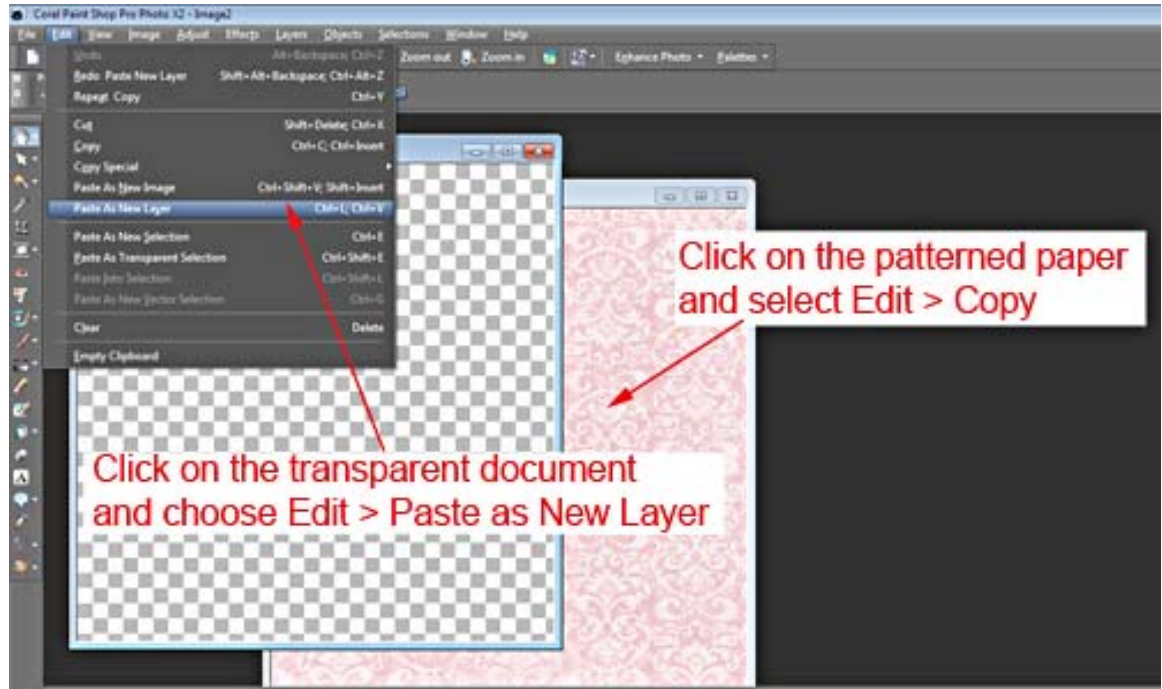 Corel Paint Shop Pro Photo X2 - Image2
File Edit View Image Adjust Effects Layers Objects Selections Window Help
Zoom out Zoom in Enhance Photo Palettes
Undo Alt+Backspace; Ctrl+Z
Redo Paste New Layer Shift+Alt+Backspace; Ctrl+Alt+Z
Repeat Copy Ctrl+Y
Cut Shift+Delete; Ctrl+X
Copy Ctrl+C; Ctrl+Insert
Copy Special
Paste As New Image Ctrl+Shift+V; Shift+Insert
Paste As New Layer Ctrl+L; Ctrl+V
Paste As New Selection Ctrl+E
Paste As Transparent Selection Ctrl+Shift+E
Paste Into Selection Ctrl+Shift+L
Paste As New Vector Selection Ctrl+G
Clear Delete
Empty Clipboard
Click on the patterned paper
and select Edit > Copy
Click on the transparent document
and choose Edit > Paste as New Layer